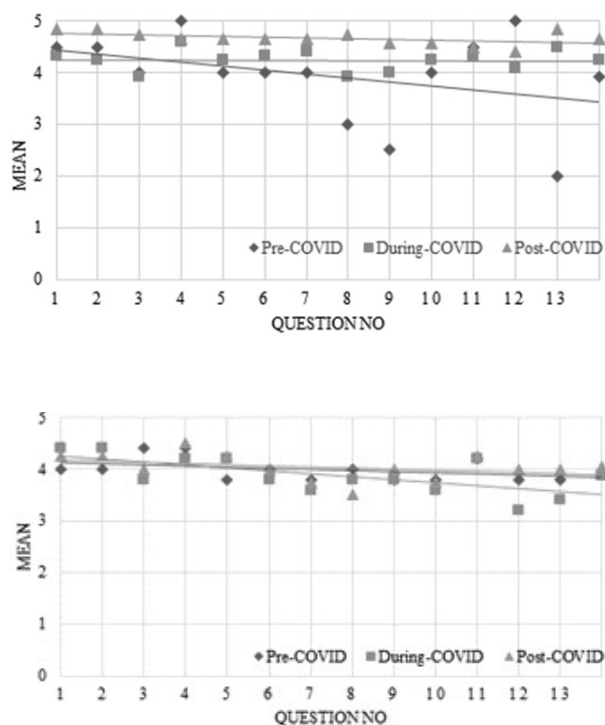 5
4
3
2
1
0
MEAN
Pre-COVID During-COVID Post-COVID
1 2 3 4 5 6 7 8 9 10 11 12 13
QUESTION NO
5
4
3
2
1
0
MEAN
Pre-COVID During-COVID Post-COVID
1 2 3 4 5 6 7 8 9 10 11 12 13
QUESTION NO